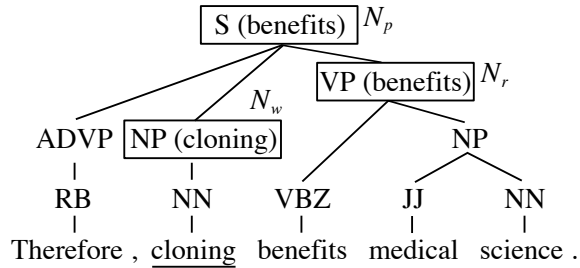 S (benefits) N_p
VP (benefits) N_r
N_w
ADVP NP (cloning) NP
RB NN VBZ JJ NN
Therefore , cloning benefits medical science .